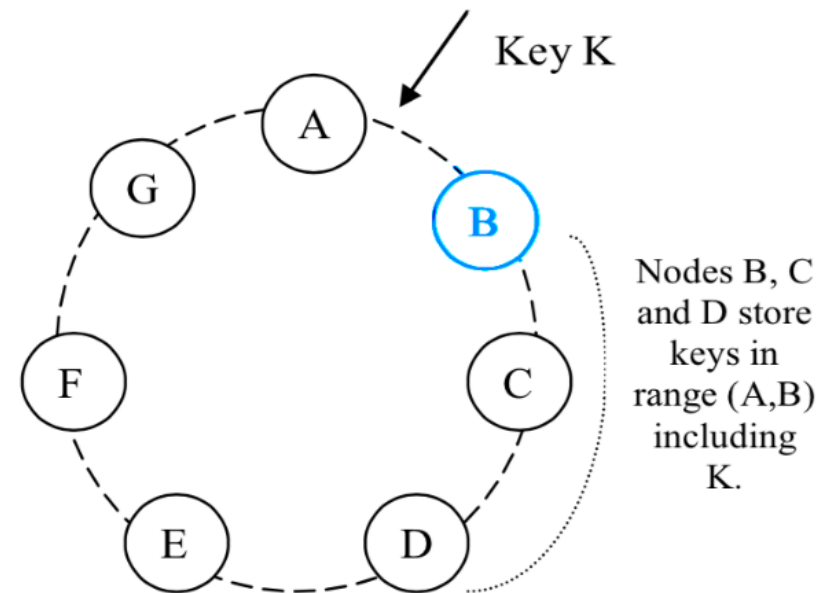 Key K
A
G
B
Nodes B, C
and D store
keys in
range (A,B)
including
K.
F
C
E
D